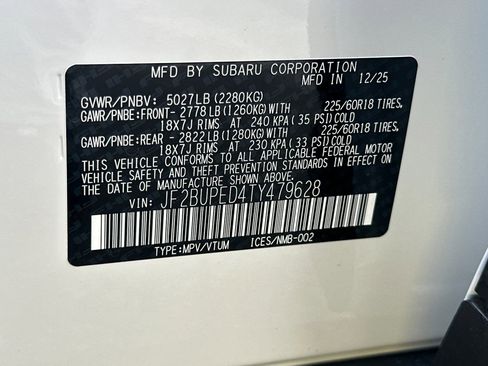 MFD BY SUBARU CORPORATION
IN 12/25
GVWR/PNBV: 5027LB(2280KG)
GAWR/PNBE:FRONT- 2778 LB(1260KG)WITH 225/60R18 TIRES,
18X7J RIMS AT 240 KPA(35 PSI)COLD
GAWR/PNBE:REAR - 2822 LB(1280KG)WITH 225/60R18 TIRES,
18X7J RIMS AT 230 KPA(33 PSI)COLD
THIS VEHICLE CONFORMS TO ALL APPLICABLE FEDERAL MOTOR
VEHICLE SAFETY AND THEFT PREVENTION STANDARDS IN EFFECT
ON THE DATE OF MANUFACTURE SHOWN ABOVE.
VIN: JF2BUPED4TY479628
TYPE:MPV/VTUM ICES/NMB-002